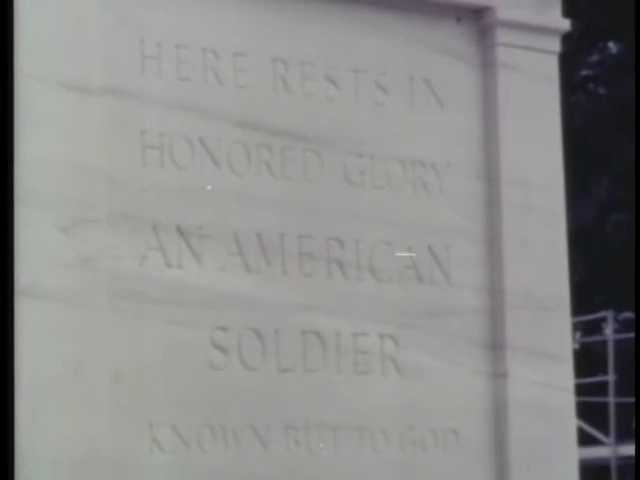 HERE RESTS IN
HONORED GLORY
AN AMERICAN
SOLDIER
KNOWN BUT TO GOD